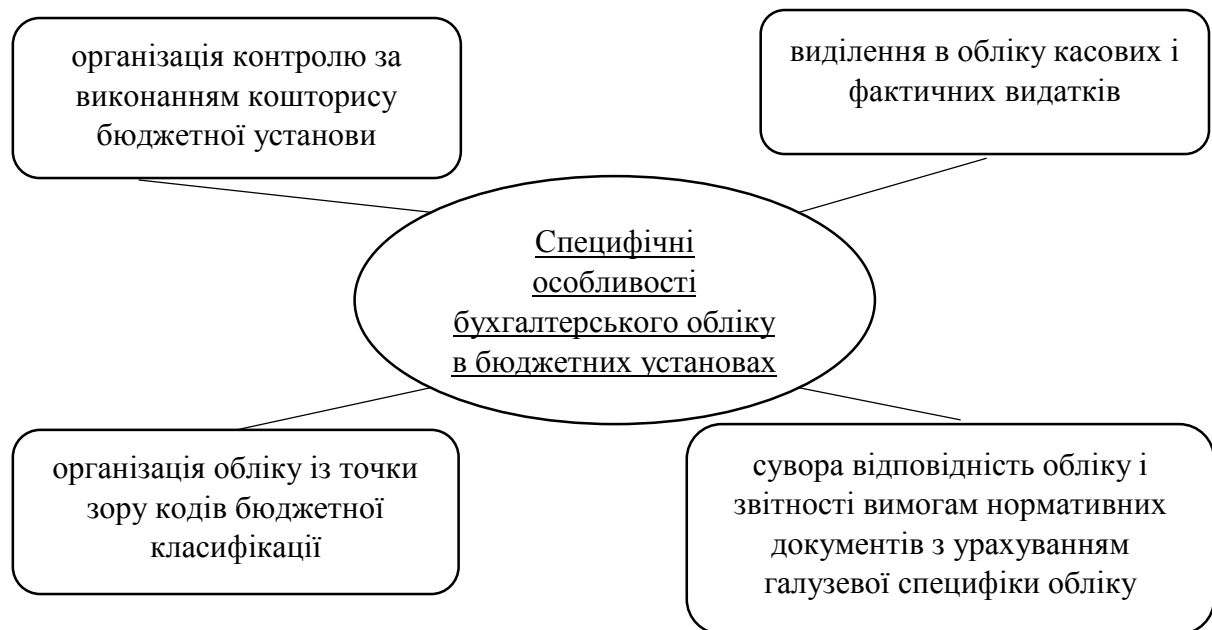 організація контролю за
виконанням кошторису
бюджетної установи
виділення в обліку касових і
фактичних видатків
Специфічні
особливості
бухгалтерського обліку
в бюджетних установах
організація обліку із точки
зору кодів бюджетної
класифікації
сувора відповідність обліку і
звітності вимогам нормативних
документів з урахуванням
галузевої специфіки обліку